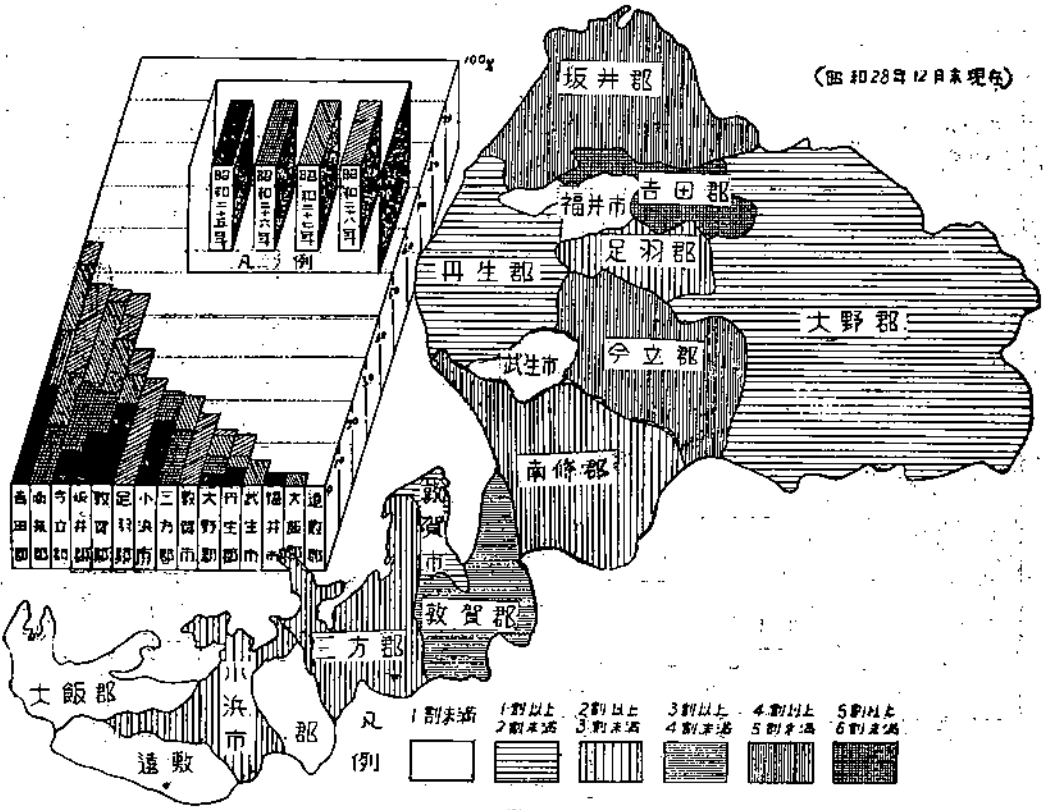 100%
(昭和28年12月末現在)
昭和二十五年
昭和二十六年
昭和二十七年
昭和二十八年
凡例
坂井郡
吉田郡
福井市
足羽郡
丹生郡
大野郡
今立郡
武生市
南條郡
敦賀市
敦賀郡
三方郡
小浜市
大飯郡
遠敷
郡
吉田郡
南條郡
今立郡
坂井郡
敦賀郡
足羽郡
小浜市
三方郡
敦賀市
大野郡
丹生郡
武生市
福井市
大飯郡
遠敷郡
凡例
1割未満
1割以上
2割未満
2割以上
3割未満
3割以上
4割未満
4割以上
5割未満
5割以上
6割未満